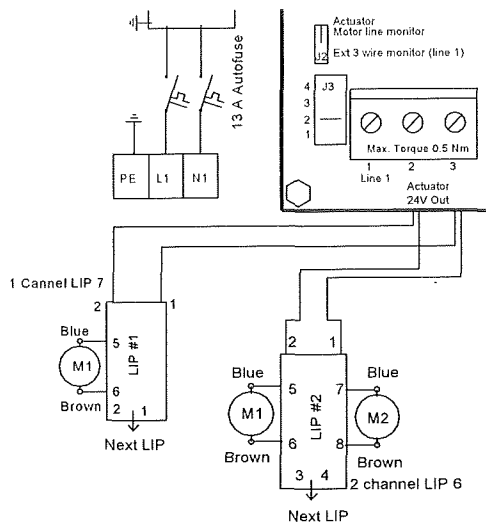 Actuator
Motor line monitor
J2
Ext 3 wire monitor (line 1)
13 A Autofuse
4
3
2
1
J3
Max. Torque 0.5 Nm
1 2 3
Line 1
Actuator
24V Out
PE L1 N1
1 Cannel LIP 7
2 1
Blue
5
M1
LIP #1
6
Brown
2 1
Next LIP
2 1
Blue
5
M1
LIP #2
6
Brown
7
Blue
M2
8
Brown
3 4
2 channel LIP 6
Next LIP